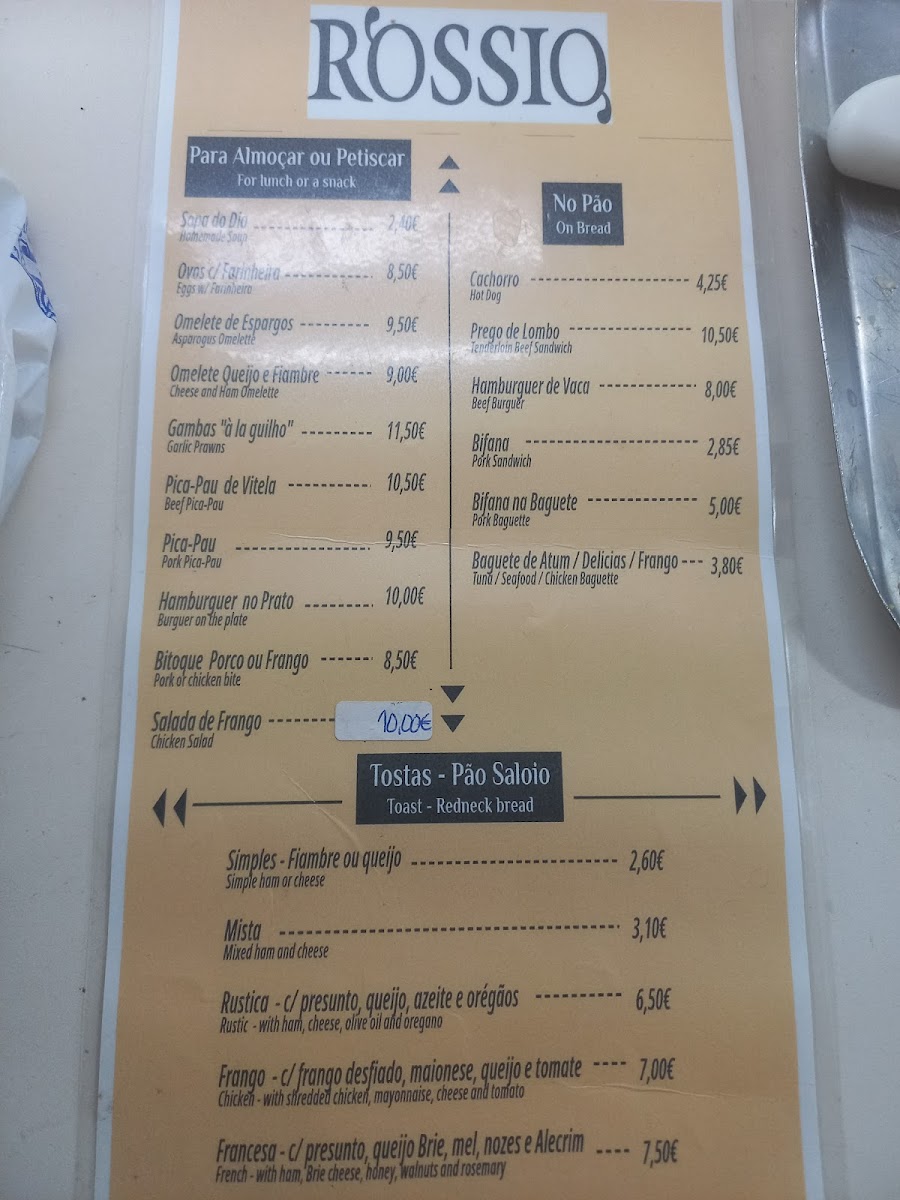 R'OSSIO,
Para Almoçar ou Petiscar
For lunch or a snack
Sopa do Dia ---------------- 2,40€
Homemade Soup
Ovos c/ Farinheira -------------- 8,50€
Eggs w/ Farinheira
Omelete de Espargos ----------- 9,50€
Asparagus Omelette
Omelete Queijo e Fiambre ------ 9,00€
Cheese and Ham Omelette
Gambas "à la guilho" ---------- 11,50€
Garlic Prawns
Pica-Pau de Vitela ------------ 10,50€
Beef Pica-Pau
Pica-Pau ------------------ 9,50€
Pork Pica-Pau
Hamburguer no Prato ---------- 10,00€
Burguer on the plate
Bitoque Porco ou Frango ------- 8,50€
Pork or chicken bite
Salada de Frango --------- 10,00€
Chicken Salad
No Pão
On Bread
Cachorro ---------------------- 4,25€
Hot Dog
Prego de Lombo ----------------- 10,50€
Tenderloin Beef Sandwich
Hamburguer de Vaca ------------- 8,00€
Beef Burguer
Bifana ----------------------- 2,85€
Pork Sandwich
Bifana na Baguete --------------- 5,00€
Pork Baguette
Baguete de Atum / Delícias / Frango --- 3,80€
Tuna / Seafood / Chicken Baguette
Tostas - Pão Saloio
Toast - Redneck bread
Simples - Fiambre ou queijo ----------------------- 2,60€
Simple ham or cheese
Mista -------------------------------------- 3,10€
Mixed ham and cheese
Rustica - c/ presunto, queijo, azeite e orégãos ---------- 6,50€
Rustic - with ham, cheese, olive oil and oregano
Frango - c/ frango desfiado, maionese, queijo e tomate ---- 7,00€
Chicken - with shredded chicken, mayonnaise, cheese and tomato
Francesa - c/ presunto, queijo Brie, mel, nozes e Alecrim ---- 7,50€
French - with ham, Brie cheese, honey, walnuts and rosemary